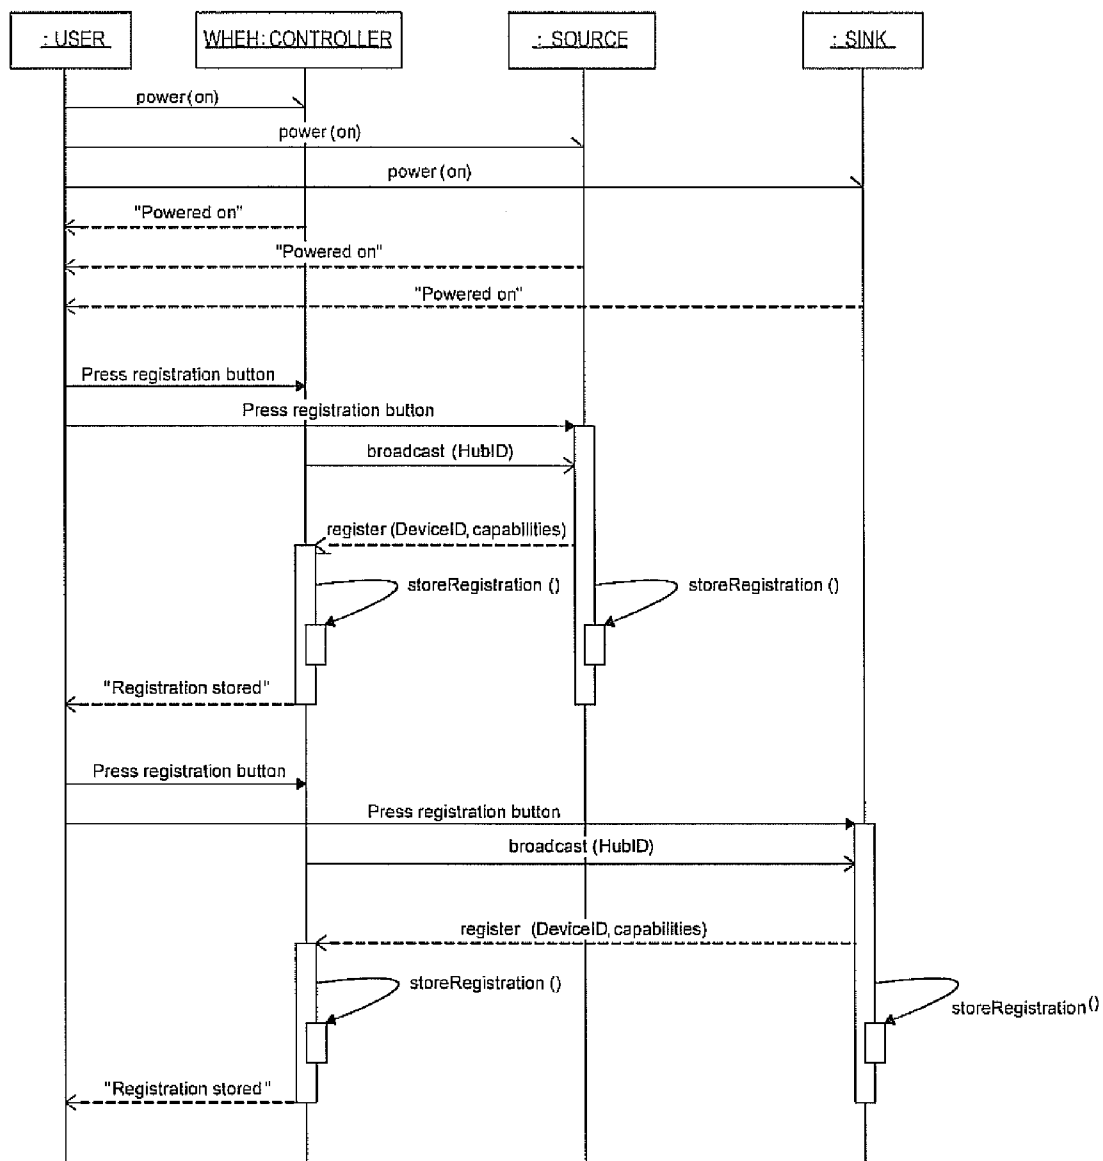 : USER
WHEH: CONTROLLER
: SOURCE
: SINK
power (on)
power (on)
power (on)
"Powered on"
"Powered on"
"Powered on"
Press registration button
Press registration button
broadcast (HubID)
register (DeviceID, capabilities)
storeRegistration ()
storeRegistration ()
"Registration stored"
Press registration button
Press registration button
broadcast (HubID)
register (DeviceID, capabilities)
storeRegistration ()
storeRegistration ()
"Registration stored"